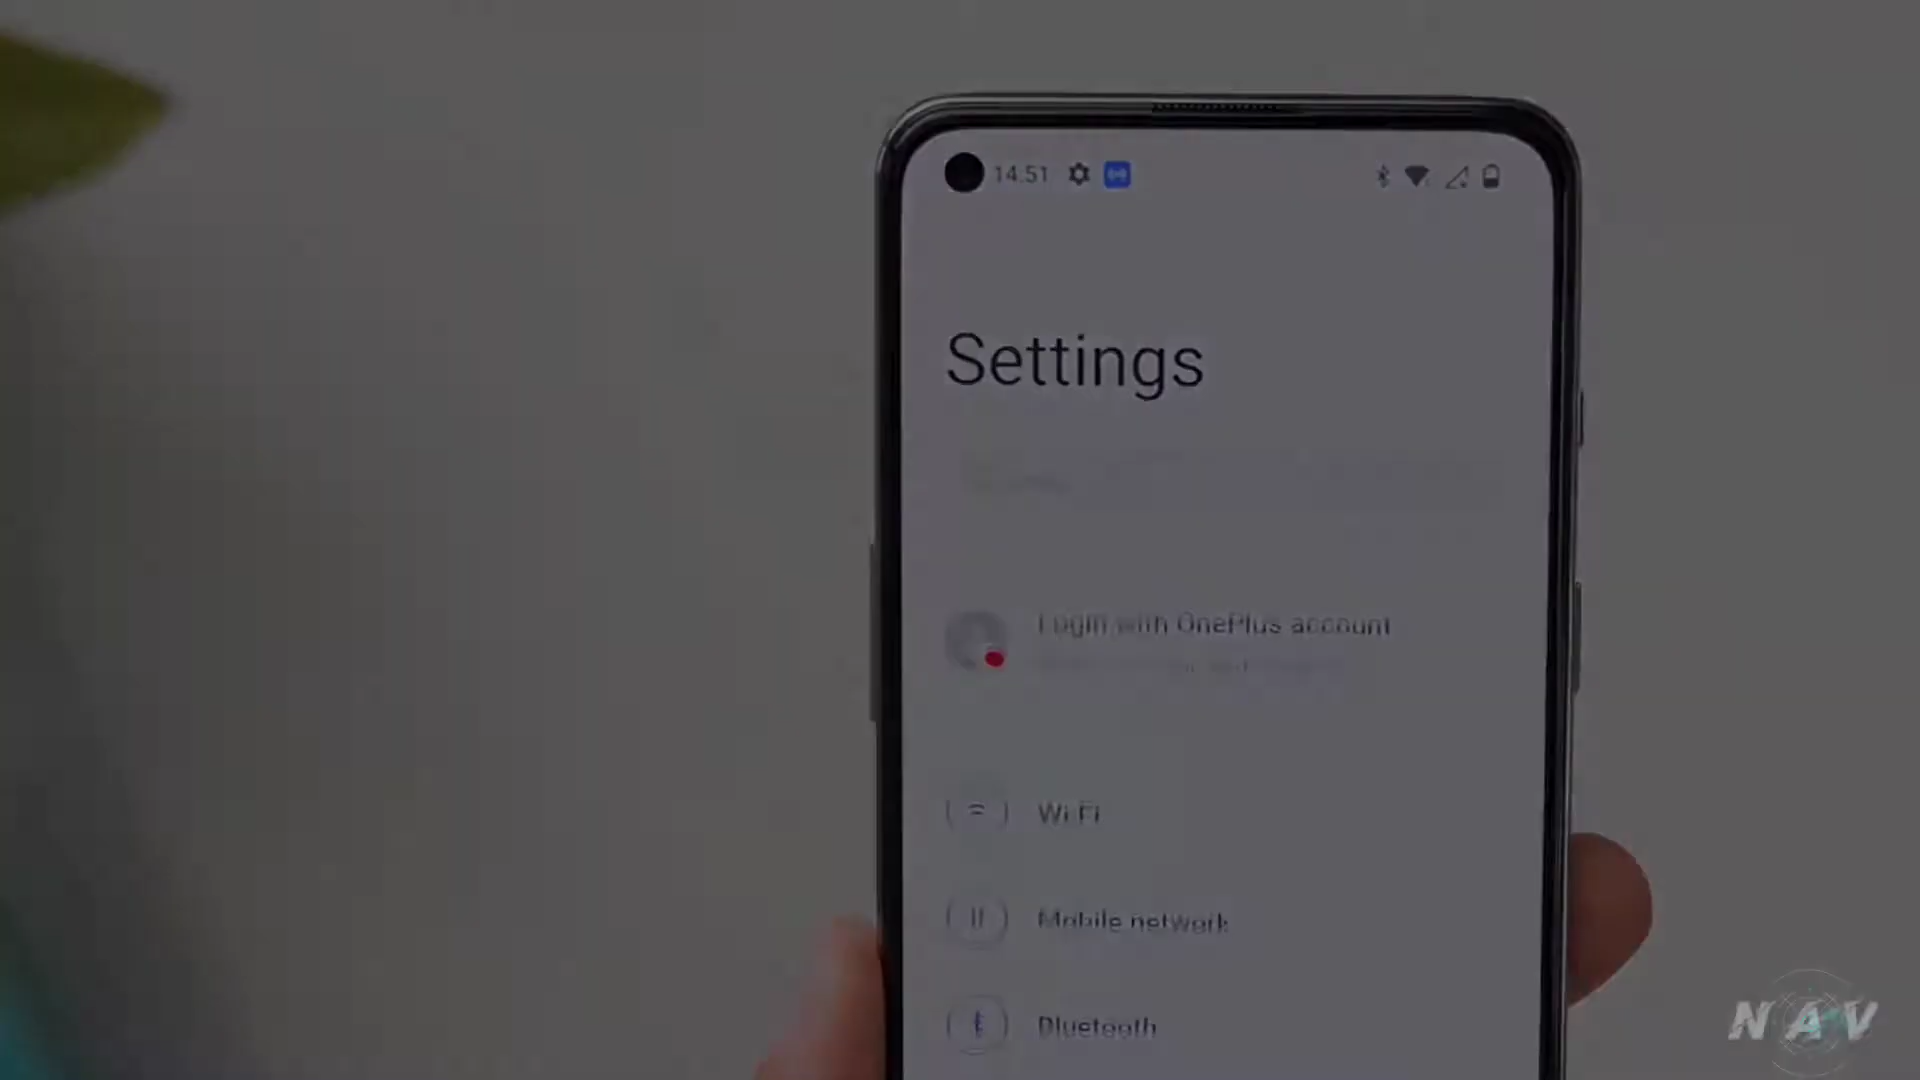 14.51
Settings
Login with OnePlus account
Wi-Fi
Mobile network
Bluetooth
NAV